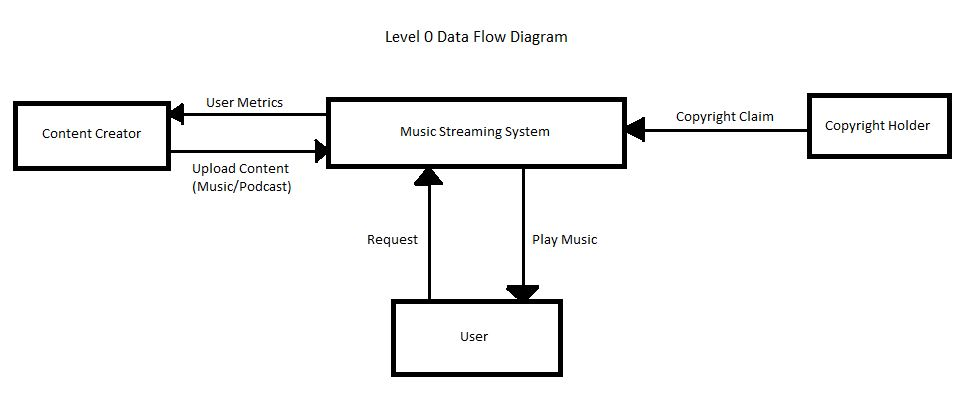 Level 0 Data Flow Diagram
User Metrics
Content Creator
Music Streaming System
Copyright Claim
Copyright Holder
Upload Content
(Music/Podcast)
Request
Play Music
User